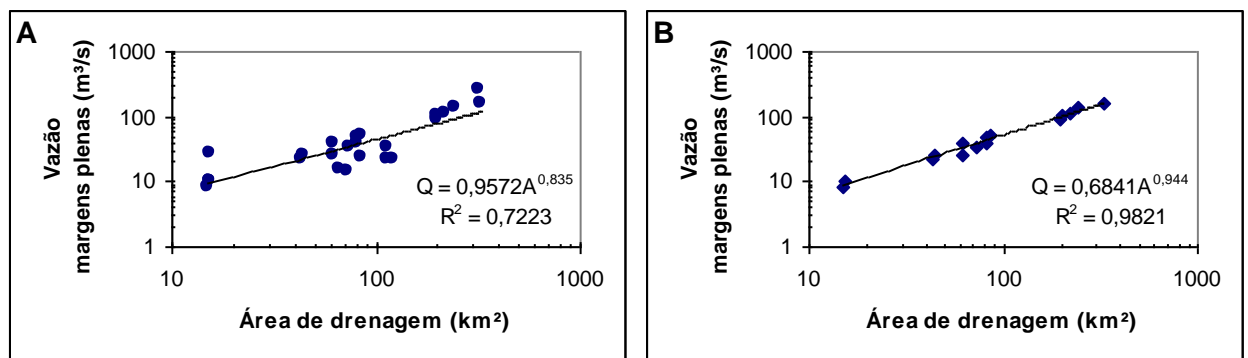 A
Vazão
margens plenas (m³/s)
1000
100
10
1
Q = 0,9572A^0,835
R² = 0,7223
10
100
1000
Área de drenagem (km²)
B
Vazão
margens plenas (m³/s)
1000
100
10
1
Q = 0,6841A^0,944
R² = 0,9821
10
100
1000
Área de drenagem (km²)